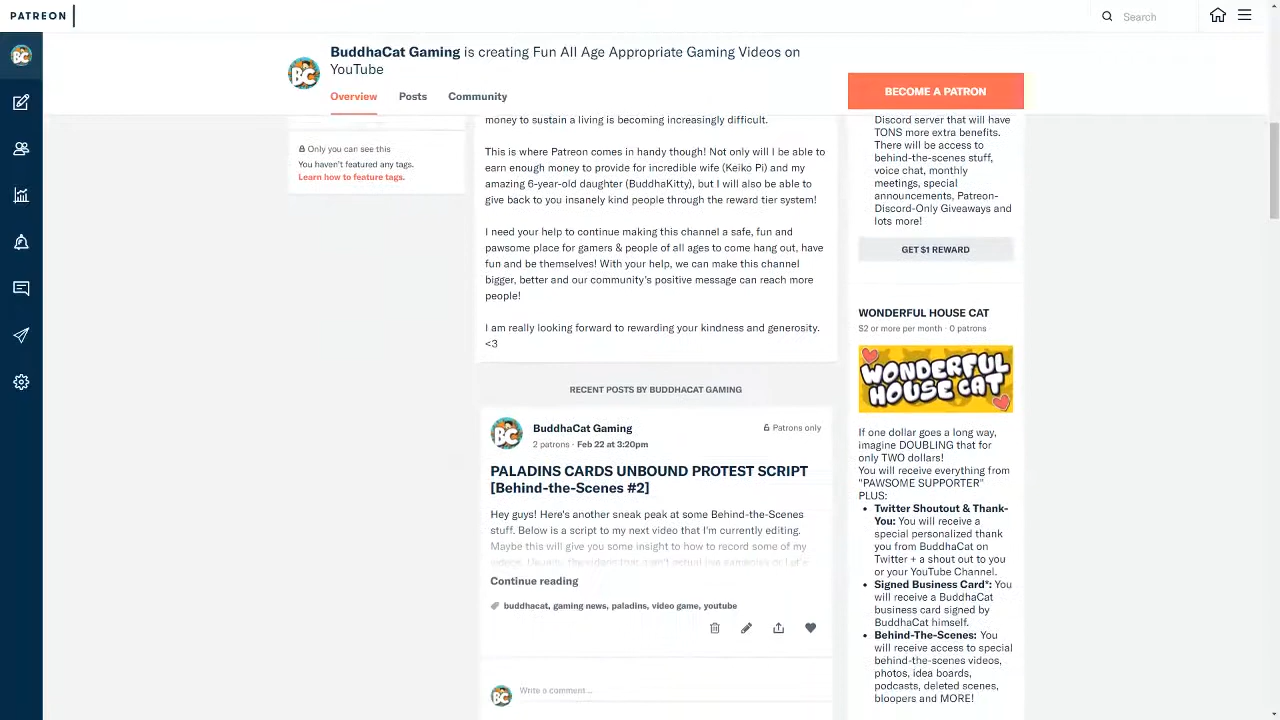 PATREON
Search
BuddhaCat Gaming is creating Fun All Age Appropriate Gaming Videos on
YouTube
Overview
Posts
Community
BECOME A PATRON
Only you can see this
You haven't featured any tags.
Learn how to feature tags.
money to sustain a living is becoming increasingly difficult.
This is where Patreon comes in handy though! Not only will I be able to
earn enough money to provide for incredible wife (Keiko Pi) and my
amazing 6-year-old daughter (BuddhaKitty), but I will also be able to
give back to you insanely kind people through the reward tier system!
I need your help to continue making this channel a safe, fun and
pawsome place for gamers & people of all ages to come hang out, have
fun and be themselves! With your help, we can make this channel
bigger, better and our community's positive message can reach more
people!
I am really looking forward to rewarding your kindness and generosity.
<3
RECENT POSTS BY BUDDHACAT GAMING
BC
BuddhaCat Gaming
Patrons only
2 patrons · Feb 22 at 3:20pm
PALADINS CARDS UNBOUND PROTEST SCRIPT
[Behind-the-Scenes #2]
Hey guys! Here's another sneak peak at some Behind-the-Scenes
stuff. Below is a script to my next video that I'm currently editing.
Maybe this will give you some insight to how to record some of my
Continue reading
buddhacat, gaming news, paladins, video game, youtube
Write a comment...
Discord server that will have
TONS more extra benefits.
There will be access to
behind-the-scenes stuff,
voice chat, monthly
meetings, special
announcements, Patreon-
Discord-Only Giveaways and
lots more!
GET $1 REWARD
WONDERFUL HOUSE CAT
$2 or more per month · 0 patrons
WONDERFUL
HOUSE CAT
If one dollar goes a long way,
imagine DOUBLING that for
only TWO dollars!
You will receive everything from
"PAWSOME SUPPORTER"
PLUS:
• Twitter Shoutout & Thank-
You: You will receive a
special personalized thank
you from BuddhaCat on
Twitter + a shout out to you
or your YouTube Channel.
• Signed Business Card*: You
will receive a BuddhaCat
business card signed by
BuddhaCat himself.
• Behind-The-Scenes: You
will receive access to special
behind-the-scenes videos,
photos, idea boards,
podcasts, deleted scenes,
bloopers and MORE!